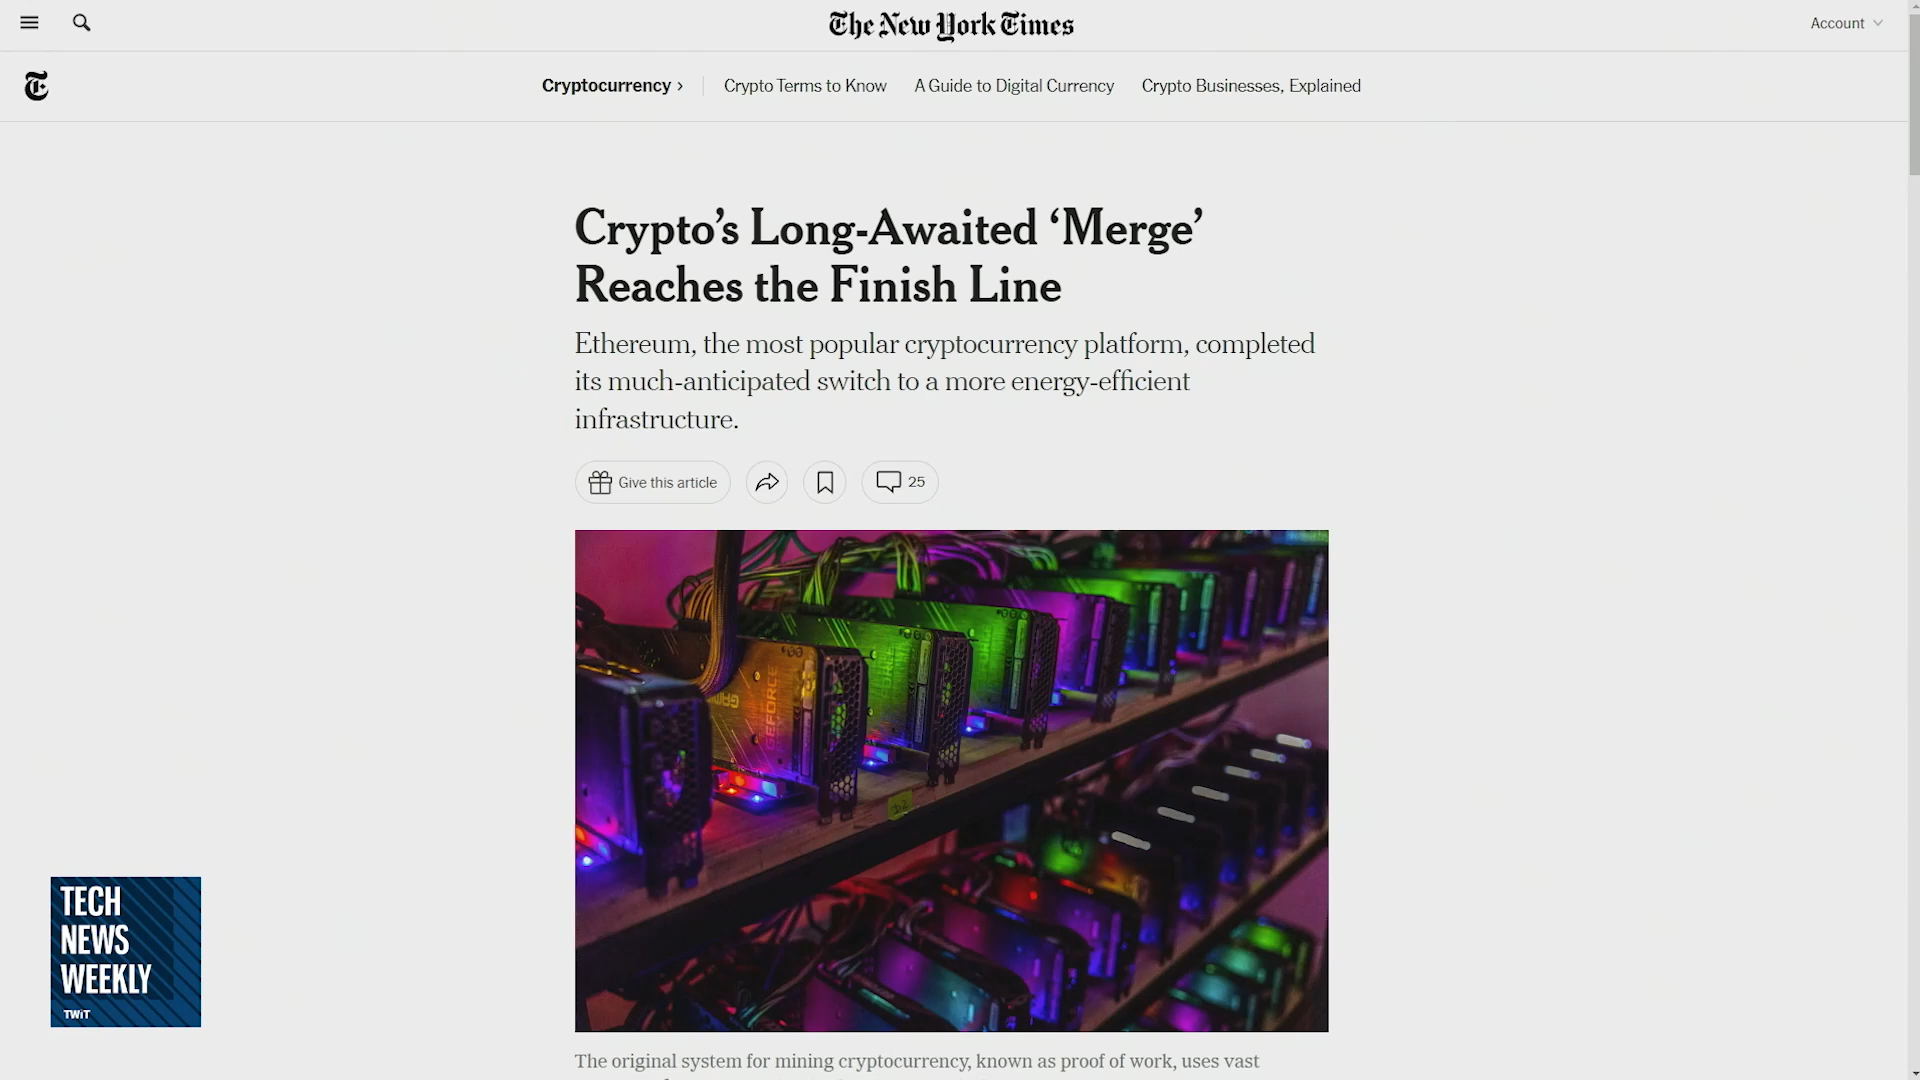 The New York Times
Account
Cryptocurrency ›
Crypto Terms to Know
A Guide to Digital Currency
Crypto Businesses, Explained
Crypto’s Long-Awaited ‘Merge’
Reaches the Finish Line
Ethereum, the most popular cryptocurrency platform, completed
its much-anticipated switch to a more energy-efficient
infrastructure.
Give this article
25
GEFORCE
TECH
NEWS
WEEKLY
TWiT
The original system for mining cryptocurrency, known as proof of work, uses vast